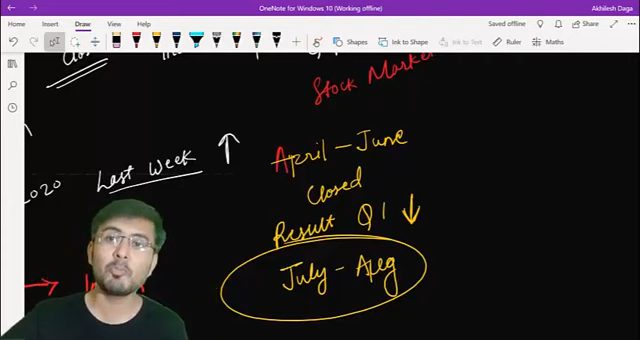 OneNote for Windows 10 (Working offline)
Akhilesh Daga
Home Insert Draw View Help
Saved offline
Shapes Ink to Shape Ink to Text Ruler Maths
Stock Market
April - June
Last Week
2020
Closed
Result Q1
July - Aug